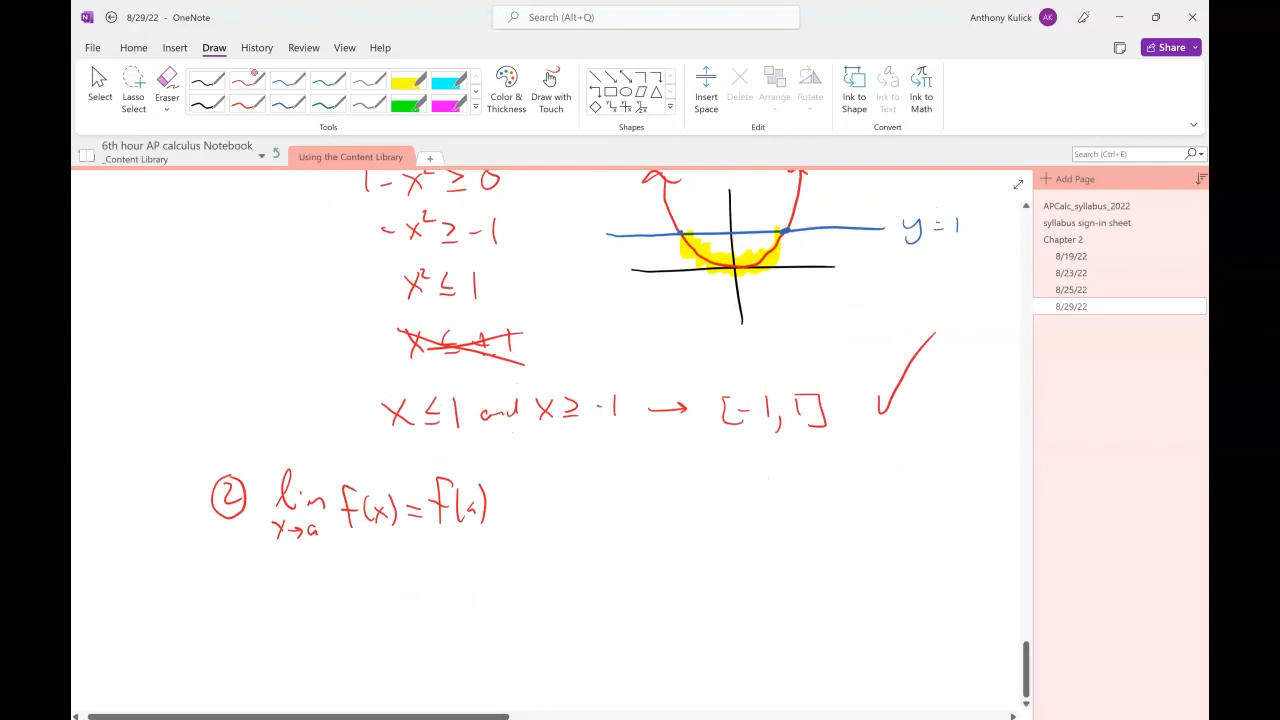 8/29/22 - OneNote
Search (Alt+Q)
Anthony Kulick
AK
File Home Insert Draw History Review View Help
Share
Select
Lasso Select
Eraser
Color & Thickness
Draw with Touch
Insert Space
Delete
Arrange
Rotate
Ink to Shape
Ink to Text
Ink to Math
Tools
Shapes
Edit
Convert
6th hour AP calculus Notebook
_Content Library
Using the Content Library
Search (Ctrl+E)
Add Page
APCalc_syllabus_2022
syllabus sign-in sheet
Chapter 2
8/19/22
8/23/22
8/25/22
8/29/22
1 - x² ≥ 0
- x² ≥ -1
y = 1
x² ≤ 1
x ≤ ± 1
x ≤ 1 and x ≥ -1 → [-1, 1]
② lim x→a f(x) = f(a)